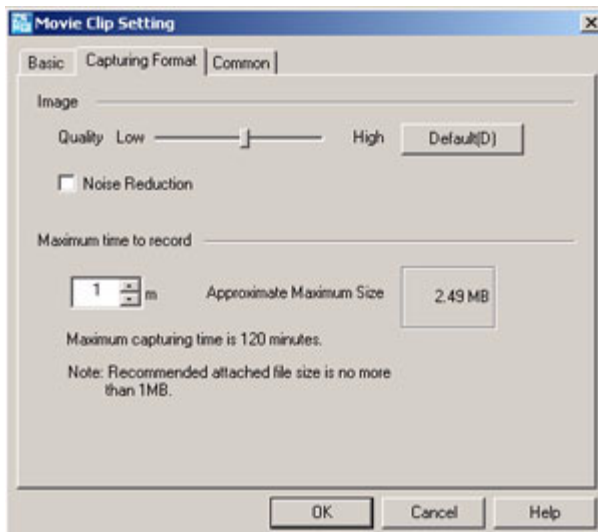 Movie Clip Setting
Basic Capturing Format Common
Image
Quality Low High Default(D)
Noise Reduction
Maximum time to record
1 m Approximate Maximum Size 2.49 MB
Maximum capturing time is 120 minutes.
Note: Recommended attached file size is no more
than 1MB.
OK Cancel Help